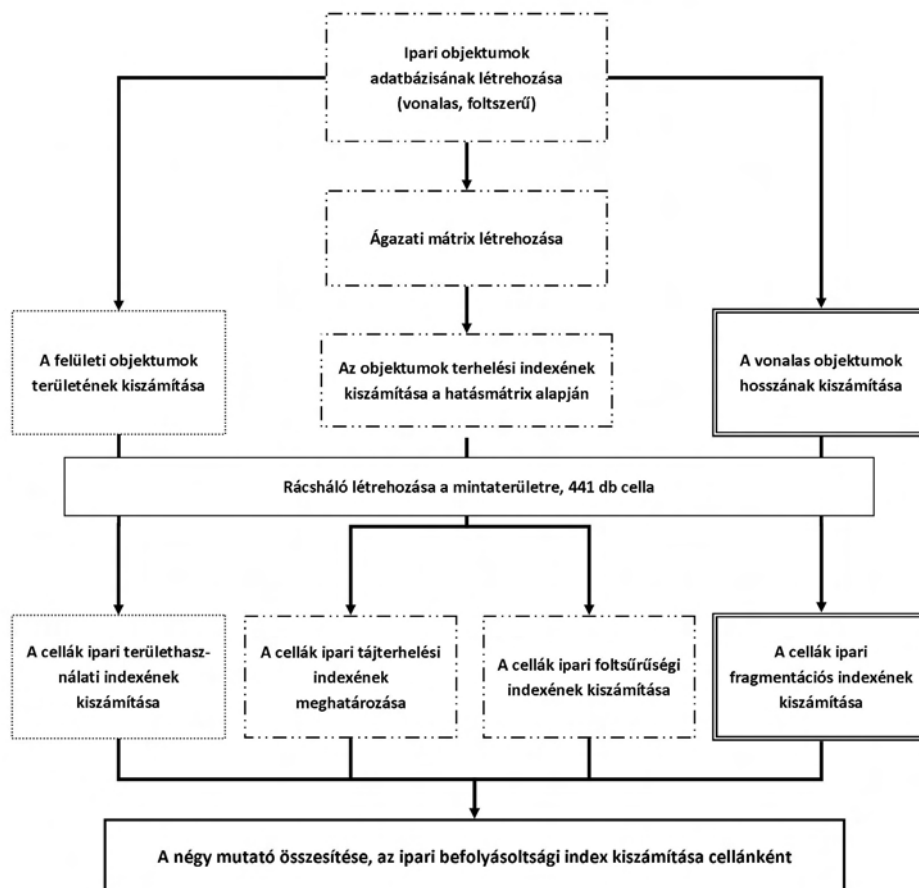 Ipari objektumok
adatbázisának létrehozása
(vonalas, foltszerű)
Ágazati mátrix létrehozása
A felületi objektumok
területének kiszámítása
Az objektumok terhelési indexének
kiszámítása a hatásmátrix alapján
A vonalas objektumok
hosszának kiszámítása
Rácsháló létrehozása a mintaterületre, 441 db cella
A cellák ipari területhasz-
nálati indexének
kiszámítása
A cellák ipari tájterhelési
indexének
meghatározása
A cellák ipari foltsűrűségi
indexének kiszámítása
A cellák ipari
fragmentációs indexének
kiszámítása
A négy mutató összesítése, az ipari befolyásoltsági index kiszámítása cellánként